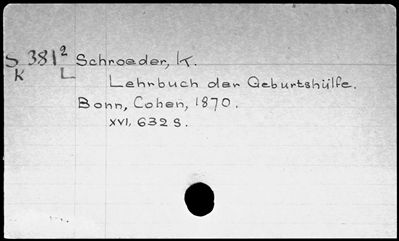 S 381² Schroeder, K.
K L
Lehrbuch der Geburtshülfe.
Bonn, Cohen, 1870.
XVI, 632 S.